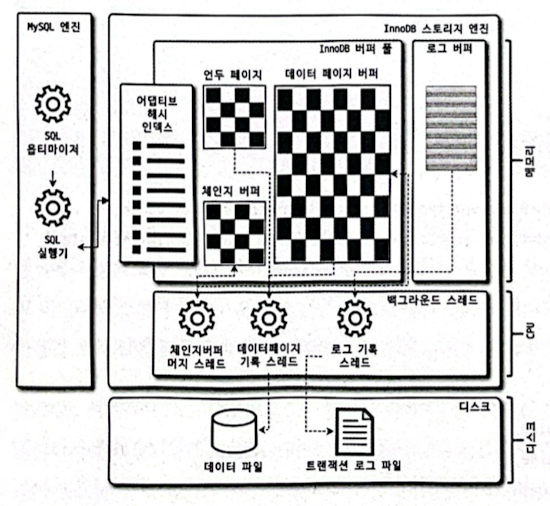 MySQL 엔진
InnoDB 스토리지 엔진
InnoDB 버퍼 풀
로그 버퍼
언두 페이지
데이터 페이지 버퍼
어댑티브
해시
인덱스
SQL
옵티마이저
체인지 버퍼
SQL
실행기
메모리
백그라운드 스레드
체인지버퍼
머지 스레드
데이터페이지
기록 스레드
로그 기록
스레드
CPU
디스크
데이터 파일
트랜잭션 로그 파일
디스크